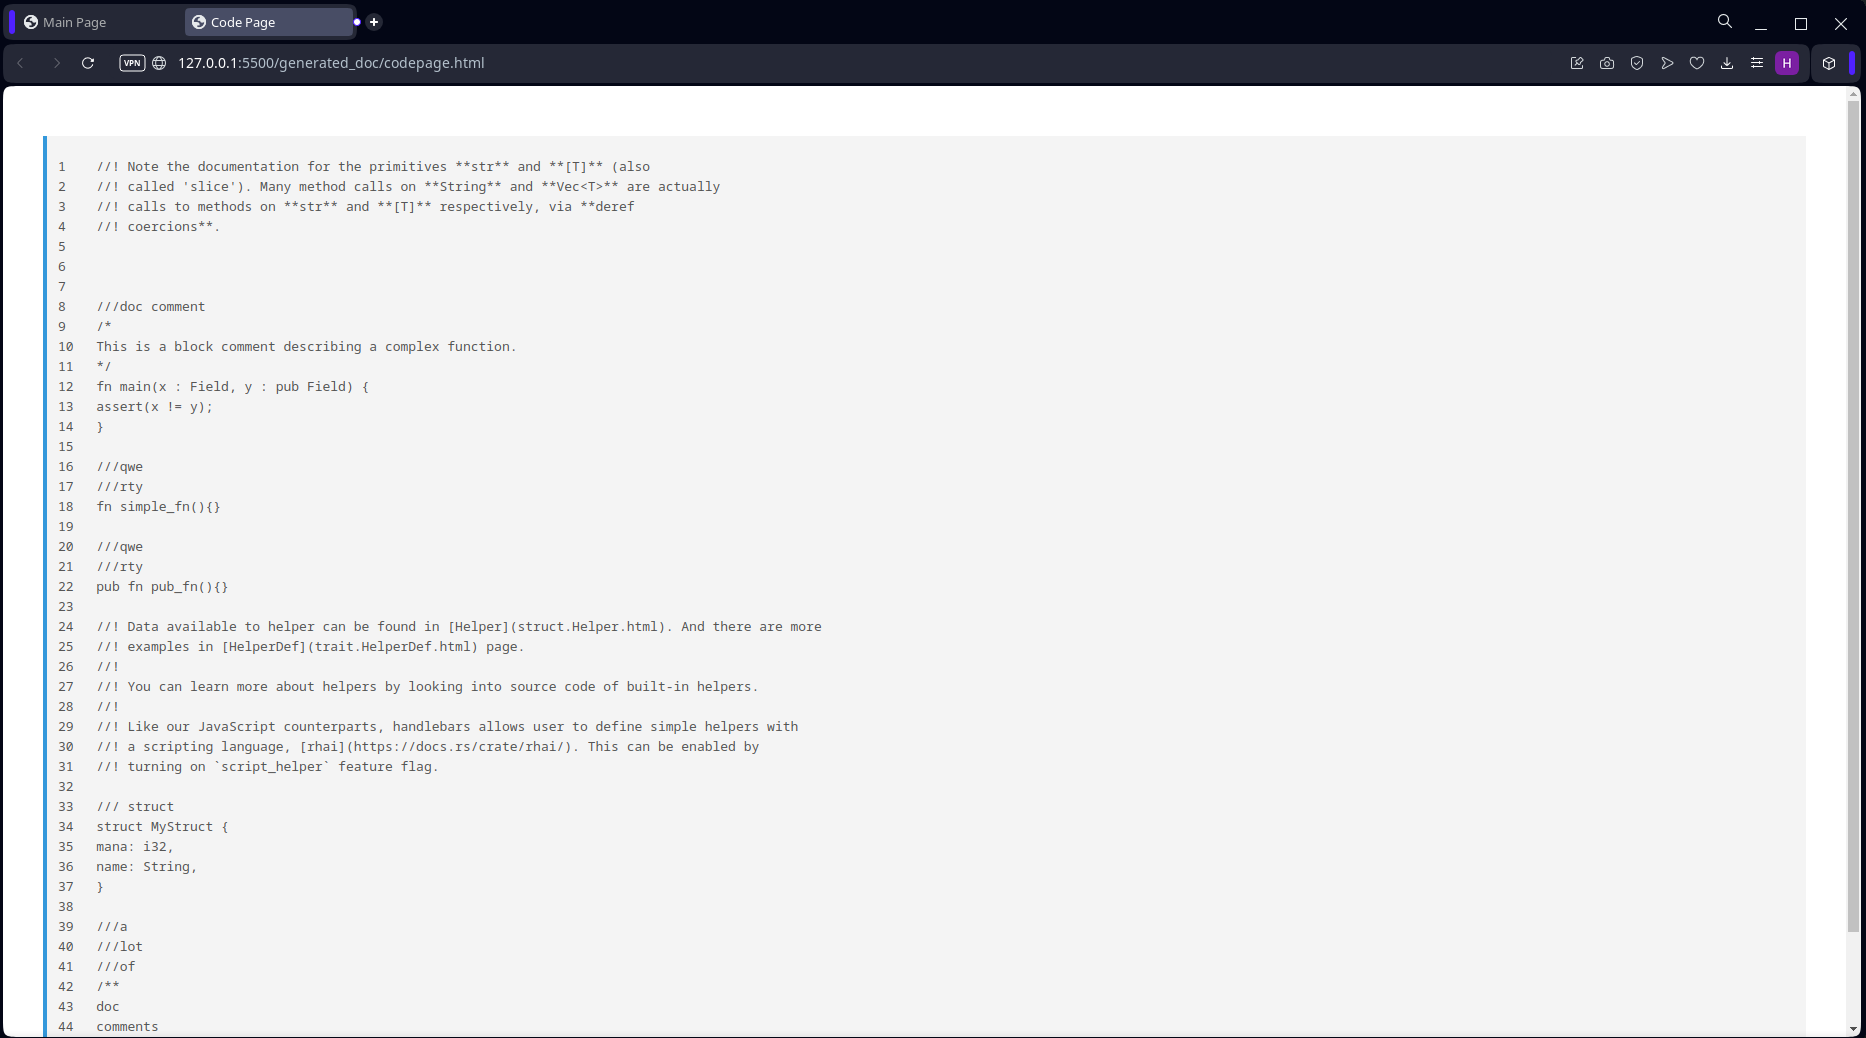 Main Page
Code Page
VPN
127.0.0.1:5500/generated_doc/codepage.html
H
1 //! Note the documentation for the primitives **str** and **[T]** (also
2 //! called 'slice'). Many method calls on **String** and **Vec<T>** are actually
3 //! calls to methods on **str** and **[T]** respectively, via **deref
4 //! coercions**.
5
6
7
8 ///doc comment
9 /*
10 This is a block comment describing a complex function.
11 */
12 fn main(x : Field, y : pub Field) {
13 assert(x != y);
14 }
15
16 ///qwe
17 ///rty
18 fn simple_fn(){}
19
20 ///qwe
21 ///rty
22 pub fn pub_fn(){}
23
24 //! Data available to helper can be found in [Helper](struct.Helper.html). And there are more
25 //! examples in [HelperDef](trait.HelperDef.html) page.
26 //!
27 //! You can learn more about helpers by looking into source code of built-in helpers.
28 //!
29 //! Like our JavaScript counterparts, handlebars allows user to define simple helpers with
30 //! a scripting language, [rhai](https://docs.rs/crate/rhai/). This can be enabled by
31 //! turning on `script_helper` feature flag.
32
33 /// struct
34 struct MyStruct {
35 mana: i32,
36 name: String,
37 }
38
39 ///a
40 ///lot
41 ///of
42 /**
43 doc
44 comments